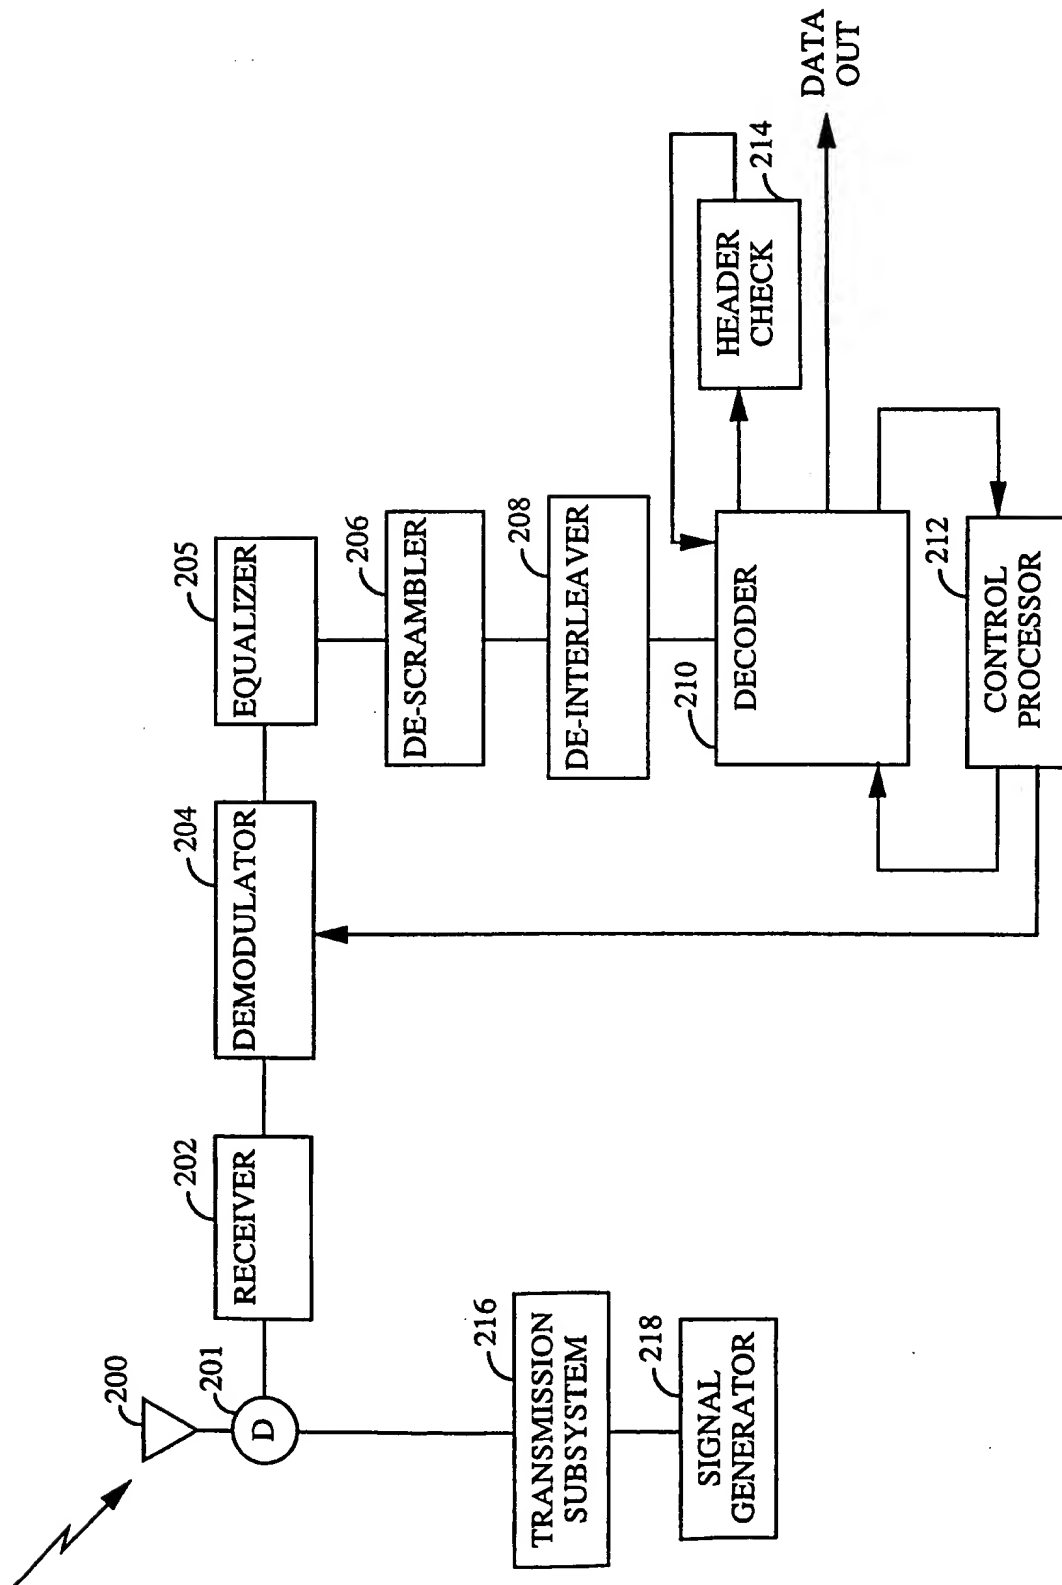 200
201
D
202
RECEIVER
204
DEMODULATOR
205
EQUALIZER
206
DE-SCRAMBLER
208
DE-INTERLEAVER
210
DECODER
214
HEADER
CHECK
DATA
OUT
212
CONTROL
PROCESSOR
216
TRANSMISSION
SUBSYSTEM
218
SIGNAL
GENERATOR